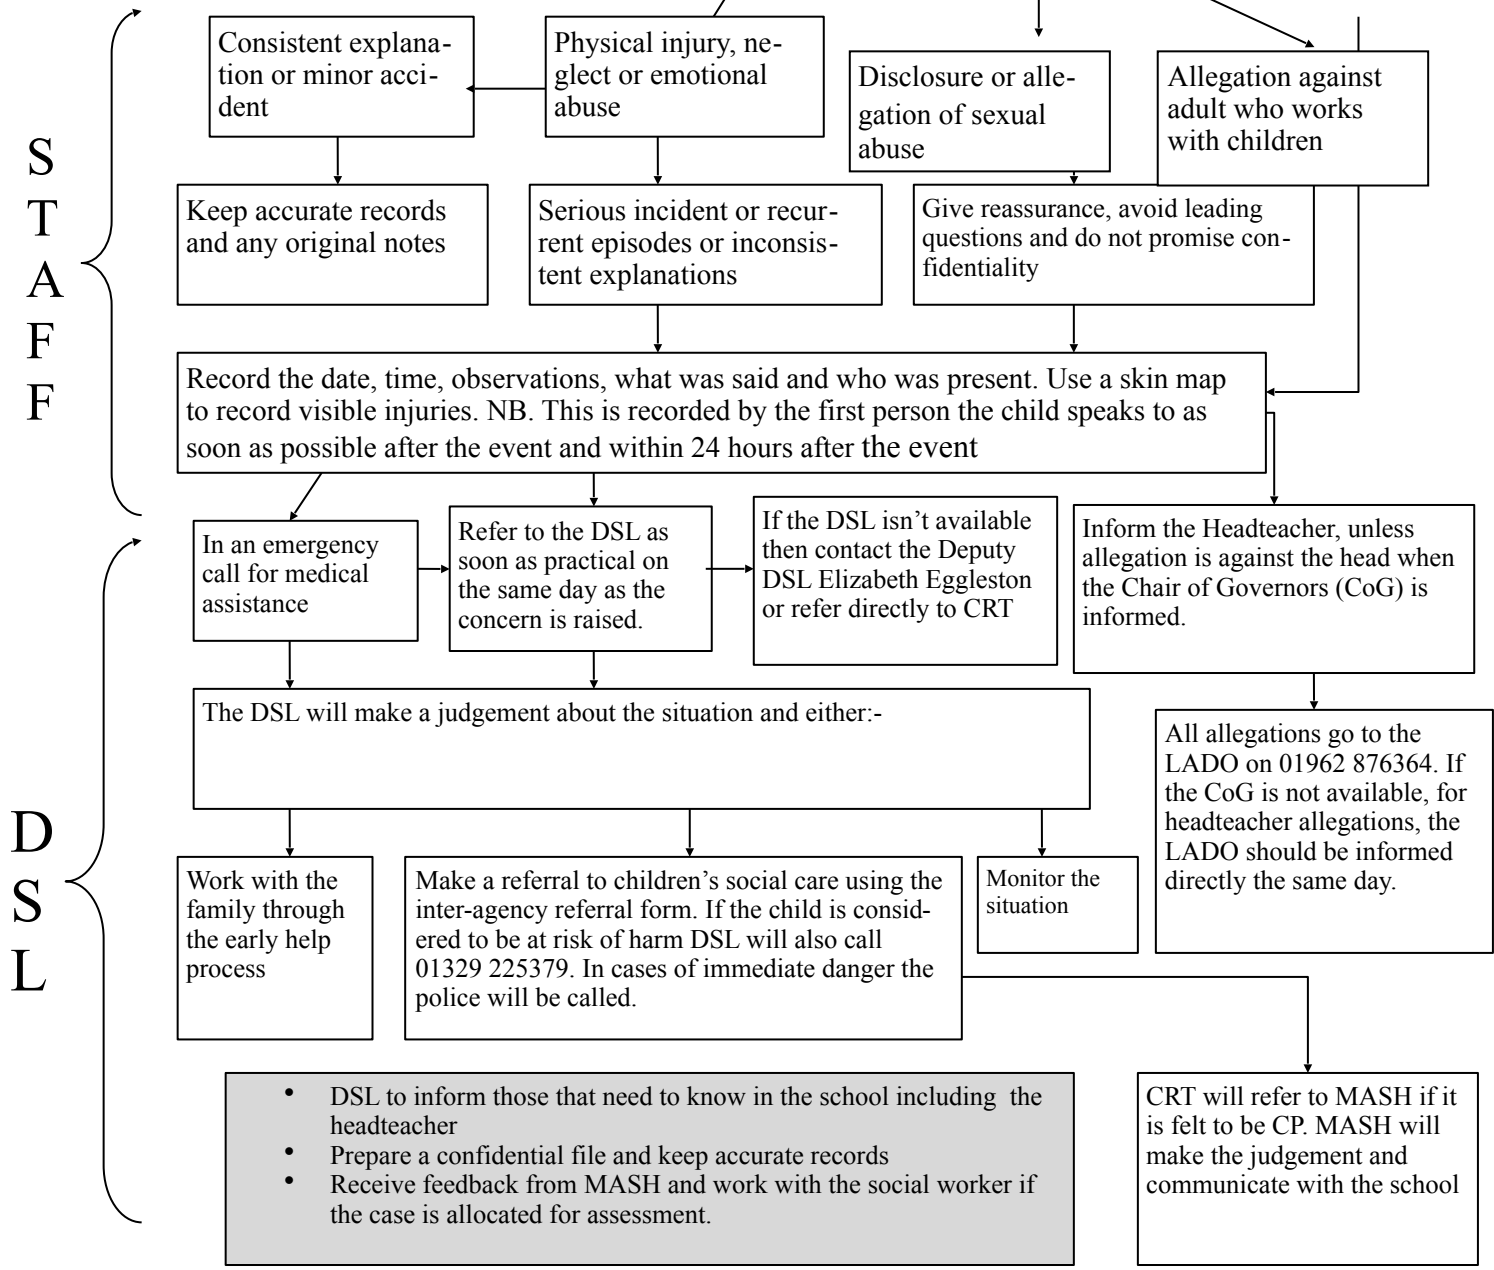 Consistent explana-
tion or minor acci-
dent
Physical injury, ne-
glect or emotional
abuse
Disclosure or alle-
gation of sexual
abuse
Allegation against
adult who works
with children
S
T
A
F
F
Keep accurate records
and any original notes
Serious incident or recur-
rent episodes or inconsis-
tent explanations
Give reassurance, avoid leading
questions and do not promise con-
fidentiality
Record the date, time, observations, what was said and who was present. Use a skin map
to record visible injuries. NB. This is recorded by the first person the child speaks to as
soon as possible after the event and within 24 hours after the event
In an emergency
call for medical
assistance
Refer to the DSL as
soon as practical on
the same day as the
concern is raised.
If the DSL isn’t available
then contact the Deputy
DSL Elizabeth Eggleston
or refer directly to CRT
Inform the Headteacher, unless
allegation is against the head when
the Chair of Governors (CoG) is
informed.
The DSL will make a judgement about the situation and either:-
All allegations go to the
LADO on 01962 876364. If
the CoG is not available, for
headteacher allegations, the
LADO should be informed
directly the same day.
D
S
L
Work with the
family through
the early help
process
Make a referral to children’s social care using the
inter-agency referral form. If the child is consid-
ered to be at risk of harm DSL will also call
01329 225379. In cases of immediate danger the
police will be called.
Monitor the
situation
• DSL to inform those that need to know in the school including the
headteacher
• Prepare a confidential file and keep accurate records
• Receive feedback from MASH and work with the social worker if
the case is allocated for assessment.
CRT will refer to MASH if it
is felt to be CP. MASH will
make the judgement and
communicate with the school